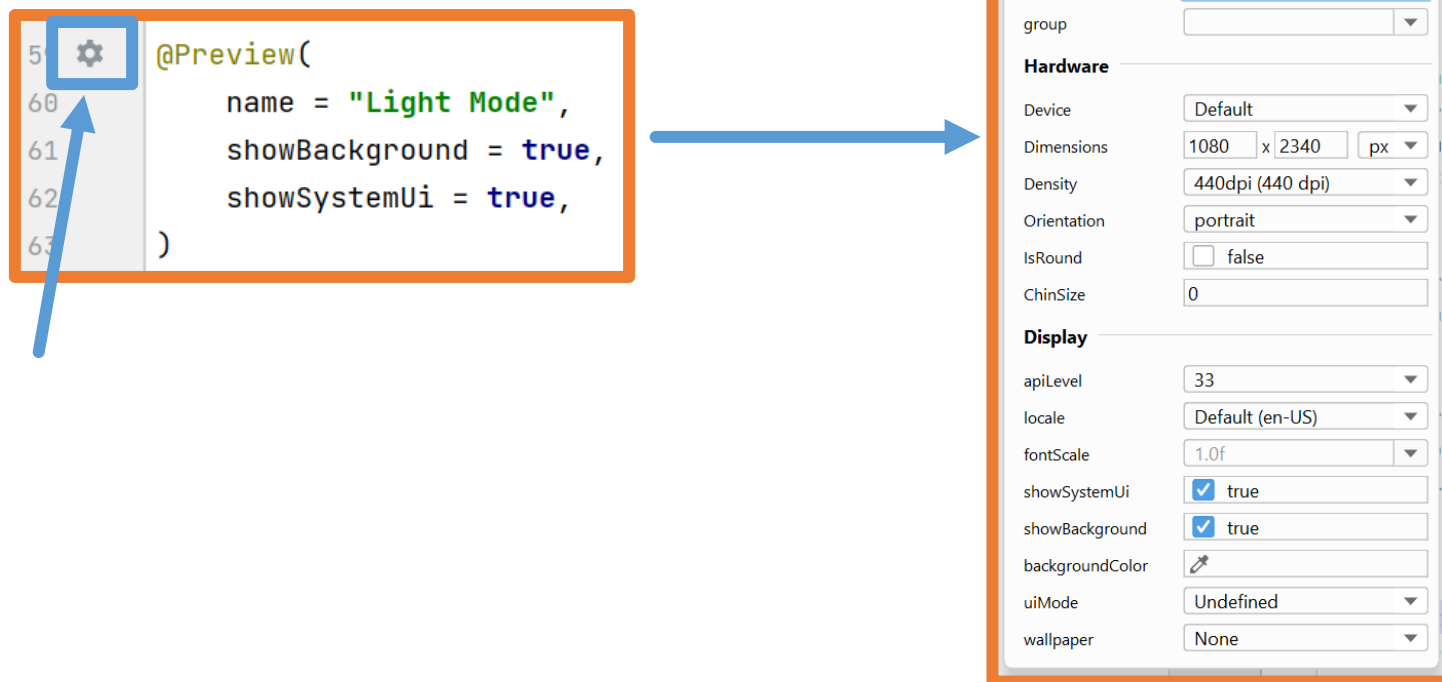 59 @Preview(
60 name = "Light Mode",
61 showBackground = true,
62 showSystemUi = true,
63 )
group
Hardware
Device Default
Dimensions 1080 x 2340 px
Density 440dpi (440 dpi)
Orientation portrait
IsRound false
ChinSize 0
Display
apiLevel 33
locale Default (en-US)
fontScale 1.0f
showSystemUi true
showBackground true
backgroundColor
uiMode Undefined
wallpaper None